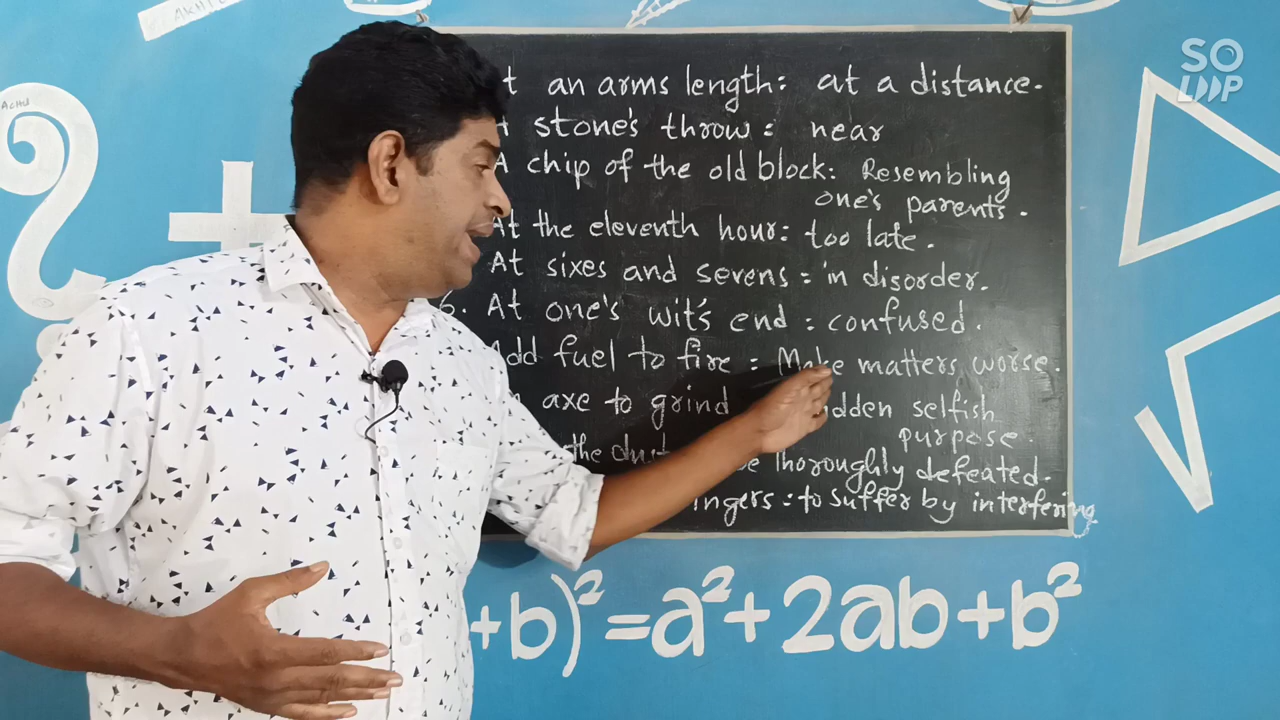 AKHIL
Achu
SO
LOOP
t an arms length: at a distance.
A stone's throw: near
A chip of the old block: Resembling
one's parents.
At the eleventh hour: too late.
At sixes and sevens: in disorder.
6. At one's wit's end: confused.
Add fuel to fire: Make matters worse.
axe to grind idden selfish
purpose.
the dust be thoroughly defeated.
ingers: to suffer by interfering
+b)²=a²+2ab+b²